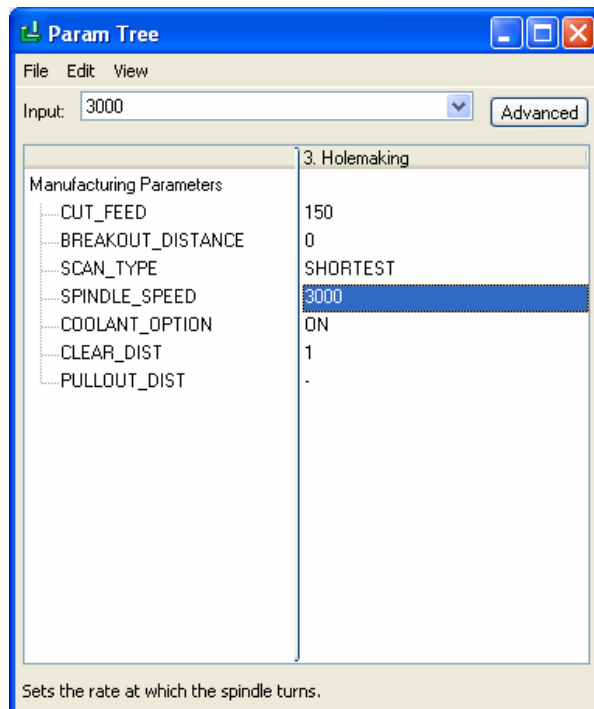 Param Tree
File Edit View
Input: 3000 Advanced
3. Holemaking
Manufacturing Parameters
CUT_FEED 150
BREAKOUT_DISTANCE 0
SCAN_TYPE SHORTEST
SPINDLE_SPEED 3000
COOLANT_OPTION ON
CLEAR_DIST 1
PULLOUT_DIST -
Sets the rate at which the spindle turns.